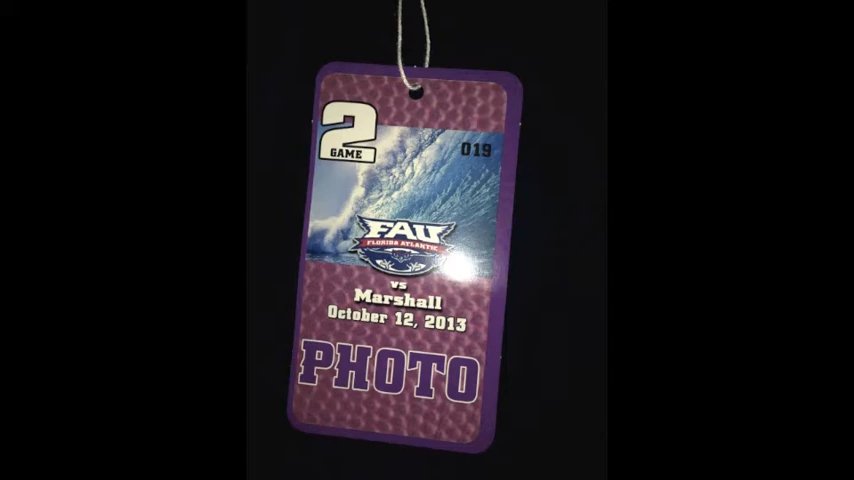 2
GAME
019
FAU
FLORIDA ATLANTIC
vs
Marshall
October 12, 2013
PHOTO